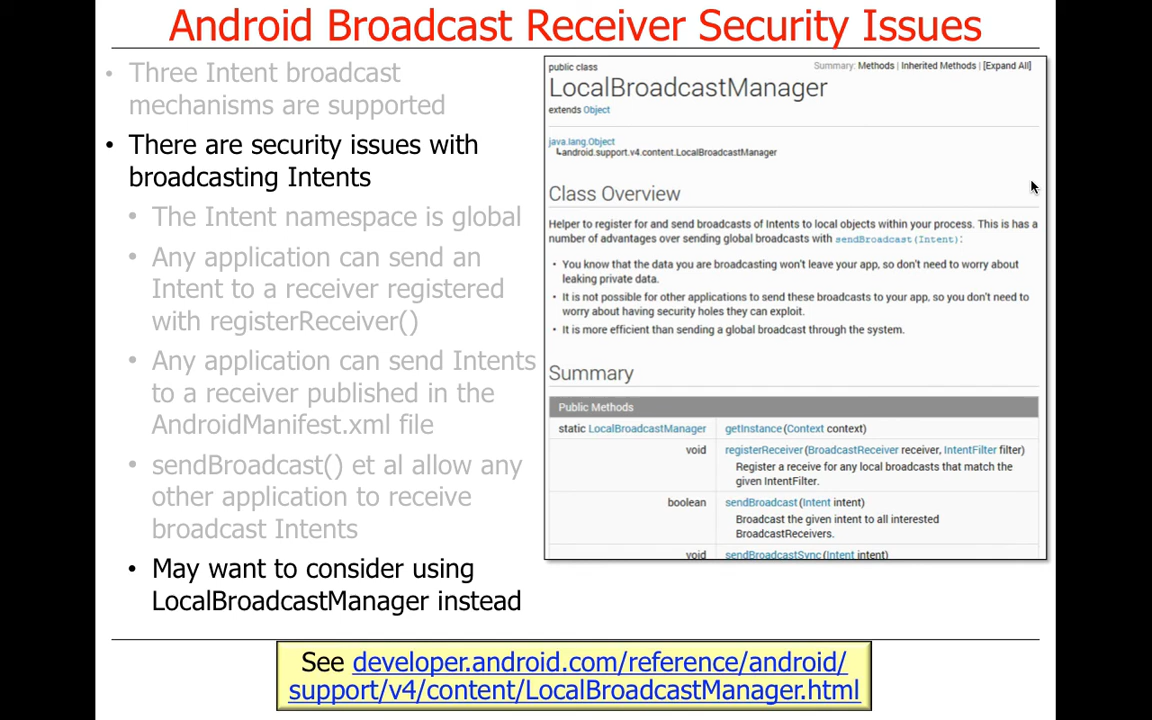 Android Broadcast Receiver Security Issues
• Three Intent broadcast
mechanisms are supported
• There are security issues with
broadcasting Intents
• The Intent namespace is global
• Any application can send an
Intent to a receiver registered
with registerReceiver()
• Any application can send Intents
to a receiver published in the
AndroidManifest.xml file
• sendBroadcast() et al allow any
other application to receive
broadcast Intents
• May want to consider using
LocalBroadcastManager instead
public class
Summary: Methods | Inherited Methods | [Expand All]
LocalBroadcastManager
extends Object
java.lang.Object
↳android.support.v4.content.LocalBroadcastManager
Class Overview
Helper to register for and send broadcasts of Intents to local objects within your process. This is has a
number of advantages over sending global broadcasts with sendBroadcast(Intent):
• You know that the data you are broadcasting won't leave your app, so don't need to worry about
leaking private data.
• It is not possible for other applications to send these broadcasts to your app, so you don't need to
worry about having security holes they can exploit.
• It is more efficient than sending a global broadcast through the system.
Summary
Public Methods
static LocalBroadcastManager getInstance(Context context)
void registerReceiver(BroadcastReceiver receiver, IntentFilter filter)
Register a receive for any local broadcasts that match the
given IntentFilter.
boolean sendBroadcast(Intent intent)
Broadcast the given intent to all interested
BroadcastReceivers.
void sendBroadcastSync(Intent intent)
See developer.android.com/reference/android/
support/v4/content/LocalBroadcastManager.html